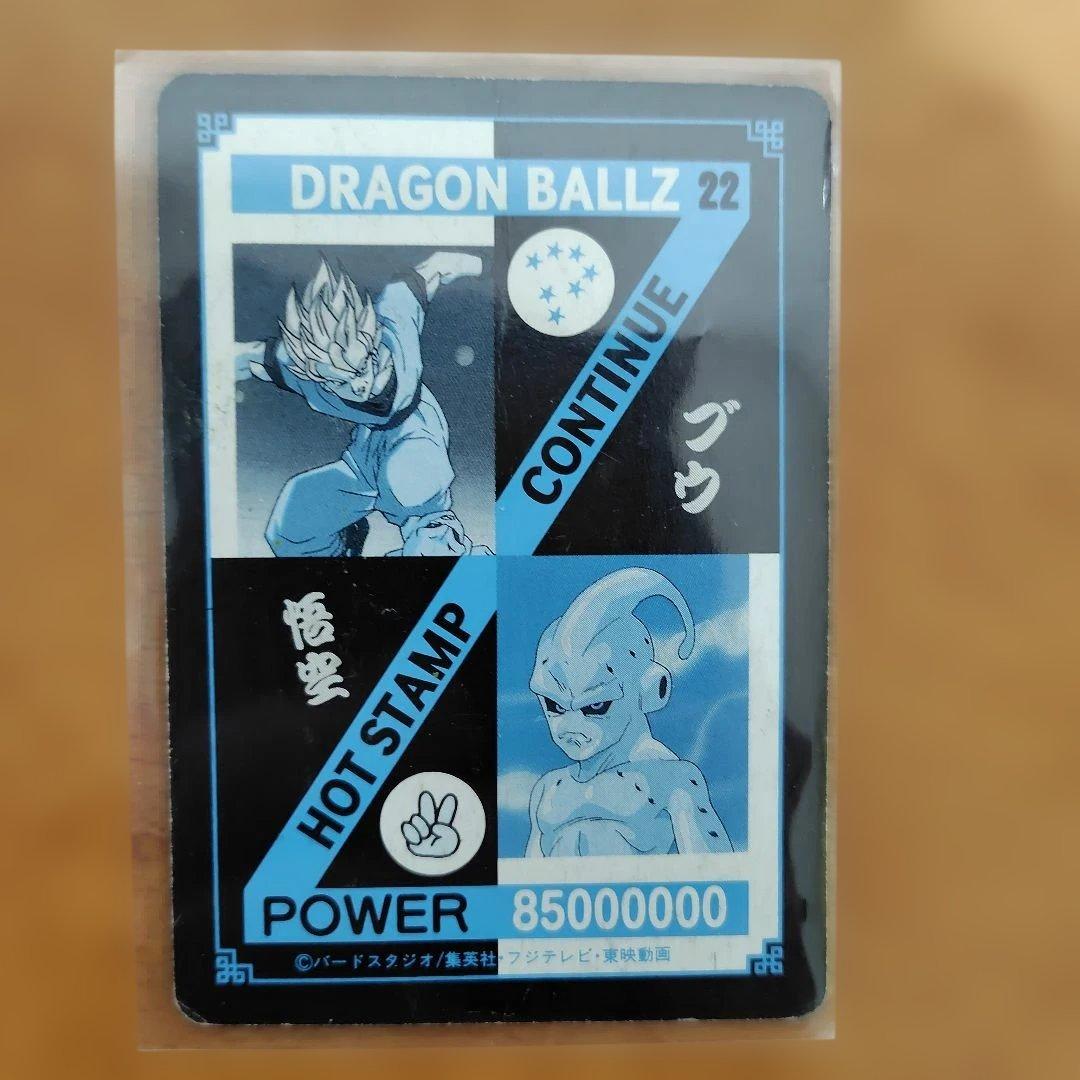 DRAGON BALLZ 22
CONTINUE
ブウ
悟空
HOT STAMP
POWER 85000000
©バードスタジオ/集英社・フジテレビ・東映動画